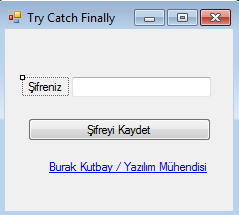 Try Catch Finally
Şifreniz
Şifreyi Kaydet
Burak Kutbay / Yazılım Mühendisi